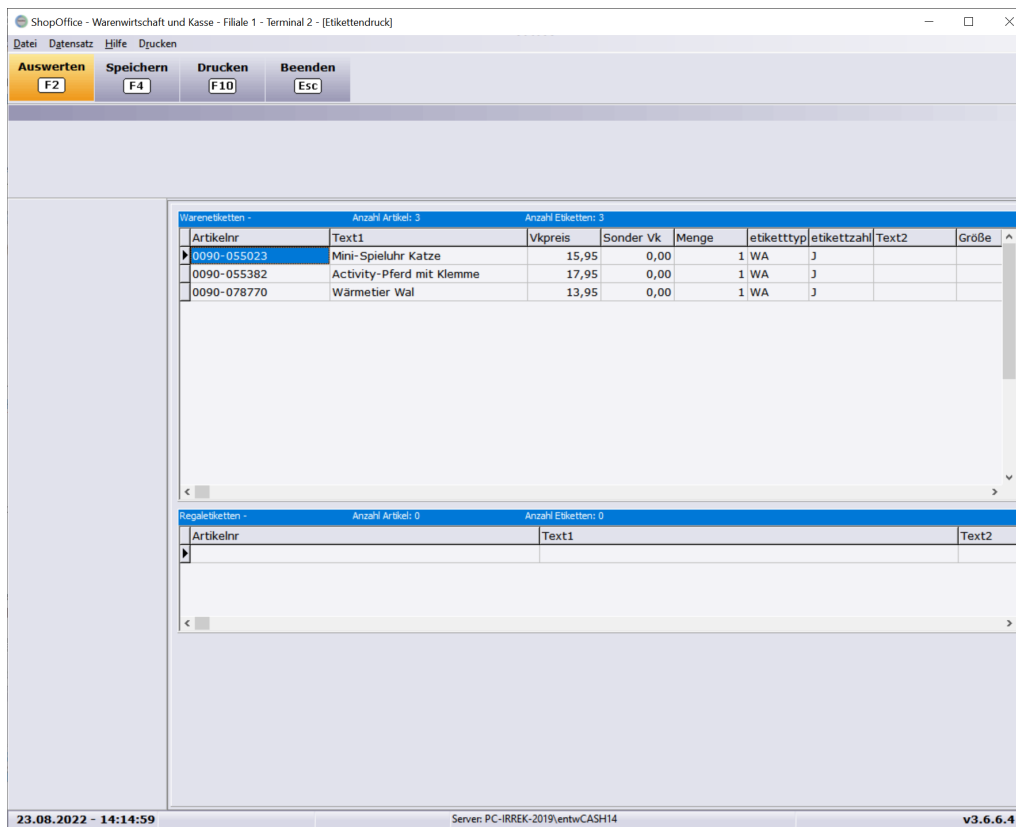 ShopOffice - Warenwirtschaft und Kasse - Filiale 1 - Terminal 2 - [Etikettendruck]
Datei Datensatz Hilfe Drucken
Auswerten Speichern Drucken Beenden
F2 F4 F10 Esc
Warenetiketten - Anzahl Artikel: 3 Anzahl Etiketten: 3
Artikelnr Text1 Vkpreis Sonder Vk Menge etiketttyp etikettzahl Text2 Größe
0090-055023 Mini-Spieluhr Katze 15,95 0,00 1 WA J
0090-055382 Activity-Pferd mit Klemme 17,95 0,00 1 WA J
0090-078770 Wärmetier Wal 13,95 0,00 1 WA J
Regaletiketten - Anzahl Artikel: 0 Anzahl Etiketten: 0
Artikelnr Text1 Text2
23.08.2022 - 14:14:59 Server: PC-IRREK-2019\entwCASH14 v3.6.6.4